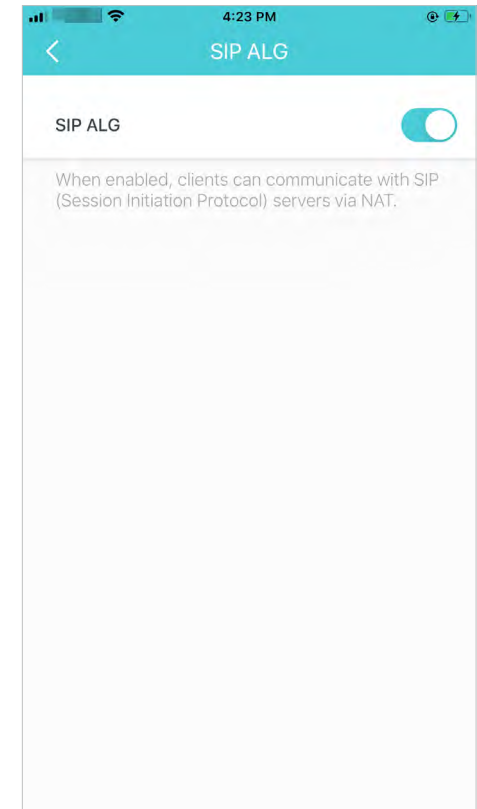 4:23 PM
SIP ALG
SIP ALG
When enabled, clients can communicate with SIP
(Session Initiation Protocol) servers via NAT.